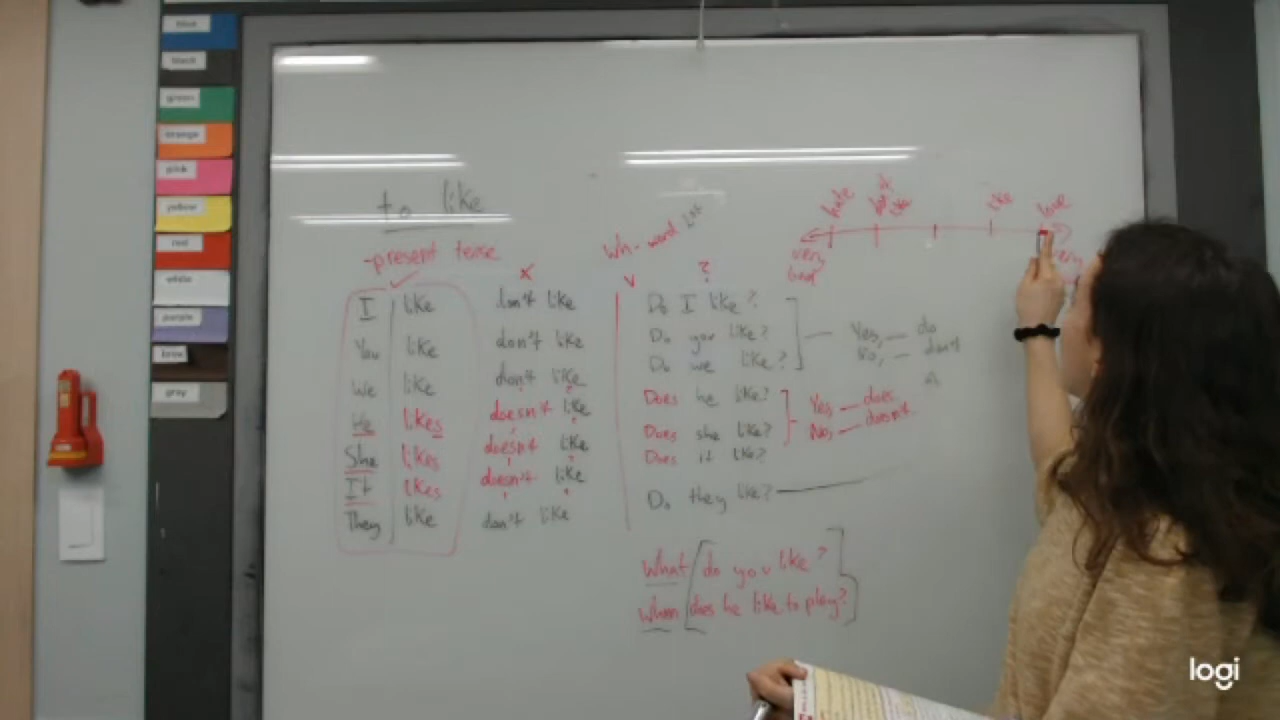 blue
black
green
orange
pink
yellow
red
white
purple
brow
gray
to like
-present tense
✓ x
I like don't like
You like don't like
We like don't like
He likes doesn't like
She likes doesn't like
It likes doesn't like
They like don't like
Wh-word
?
Do I like?
Do you like?
Do we like?
Yes, — do
No, — don't
Does he like?
Does she like?
Does it like?
Yes — does
No, — doesn't
Do they like?
What do you like?
When does he like to play?
hate don't like like love
very bad
very
logi